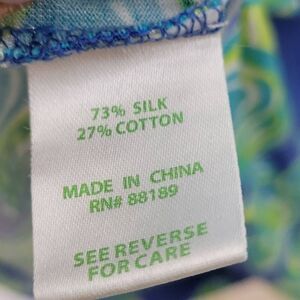 73% SILK
27% COTTON
MADE IN CHINA
RN# 88189
SEE REVERSE
FOR CARE